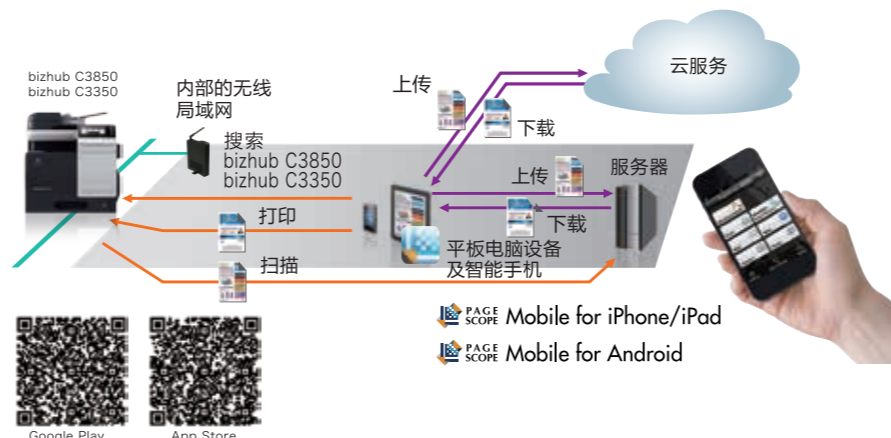 bizhub C3850
bizhub C3350
内部的无线
局域网
搜索
bizhub C3850
bizhub C3350
打印
扫描
上传
下载
云服务
上传
下载
服务器
平板电脑设备
及智能手机
PAGE SCOPE Mobile for iPhone/iPad
PAGE SCOPE Mobile for Android
Google Play
App Store